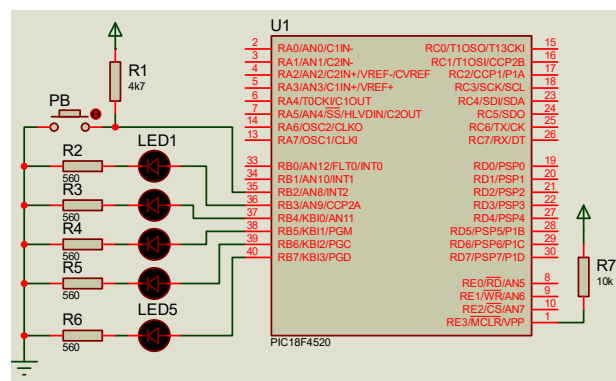 U1
R1
4k7
PB
LED1
R2
560
R3
560
R4
560
R5
560
LED5
R6
560
2 RA0/AN0/C1IN-
3 RA1/AN1/C2IN-
4 RA2/AN2/C2IN+/VREF-/CVREF
5 RA3/AN3/C1IN+/VREF+
6 RA4/T0CKI/C1OUT
7 RA5/AN4/SS/HLVDIN/C2OUT
14 RA6/OSC2/CLKO
13 RA7/OSC1/CLKI
33 RB0/AN12/FLT0/INT0
34 RB1/AN10/INT1
35 RB2/AN8/INT2
36 RB3/AN9/CCP2A
37 RB4/KBI0/AN11
38 RB5/KBI1/PGM
39 RB6/KBI2/PGC
40 RB7/KBI3/PGD
RC0/T1OSO/T13CKI 15
RC1/T1OSI/CCP2B 16
RC2/CCP1/P1A 17
RC3/SCK/SCL 18
RC4/SDI/SDA 23
RC5/SDO 24
RC6/TX/CK 25
RC7/RX/DT 26
RD0/PSP0 19
RD1/PSP1 20
RD2/PSP2 21
RD3/PSP3 22
RD4/PSP4 27
RD5/PSP5/P1B 28
RD6/PSP6/P1C 29
RD7/PSP7/P1D 30
RE0/RD/AN5 8
RE1/WR/AN6 9
RE2/CS/AN7 10
RE3/MCLR/VPP 1
PIC18F4520
R7
10k